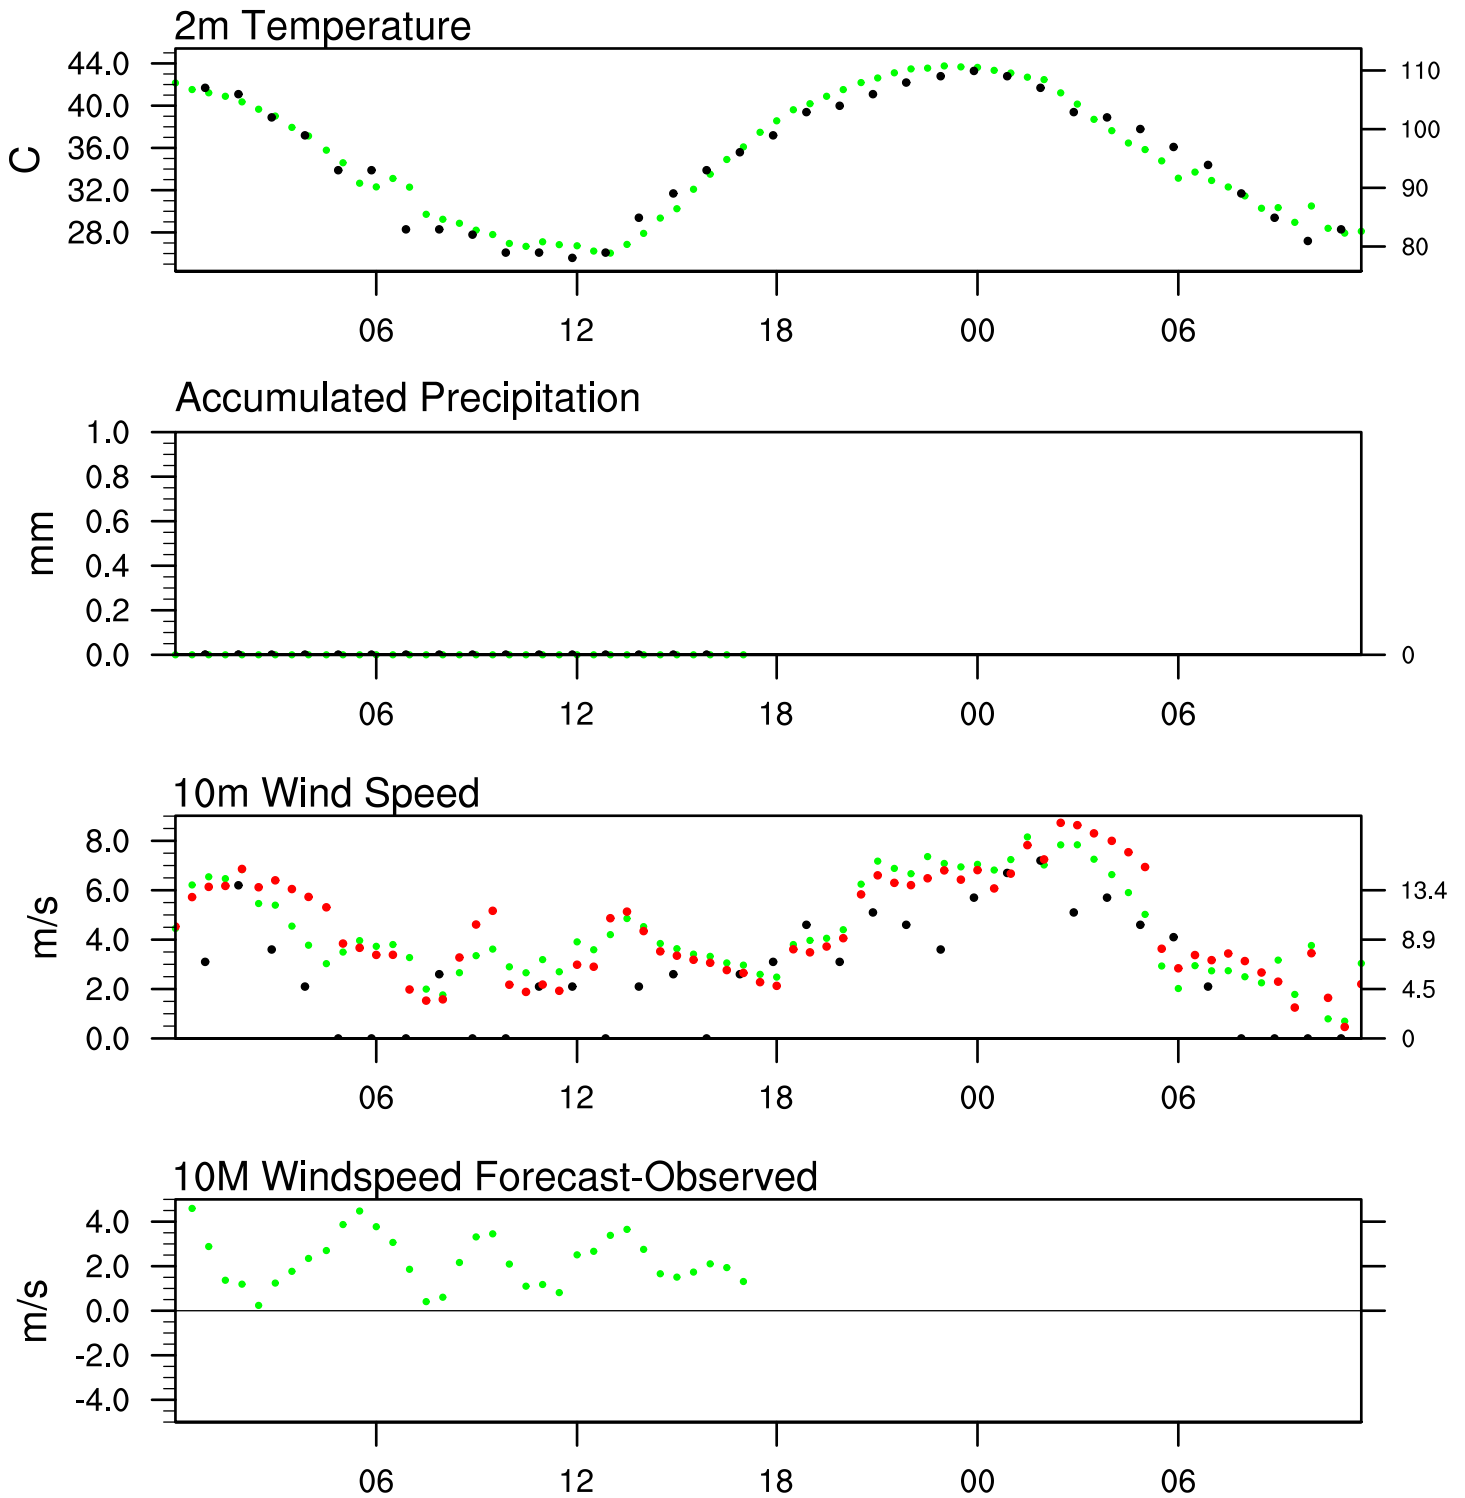 2m Temperature
44.0
40.0
36.0
32.0
28.0
C
110
100
90
80
06 12 18 00 06
Accumulated Precipitation
1.0
0.8
0.6
0.4
0.2
0.0
mm
0
06 12 18 00 06
10m Wind Speed
8.0
6.0
4.0
2.0
0.0
m/s
13.4
8.9
4.5
0
06 12 18 00 06
10M Windspeed Forecast-Observed
4.0
2.0
0.0
-2.0
-4.0
m/s
06 12 18 00 06